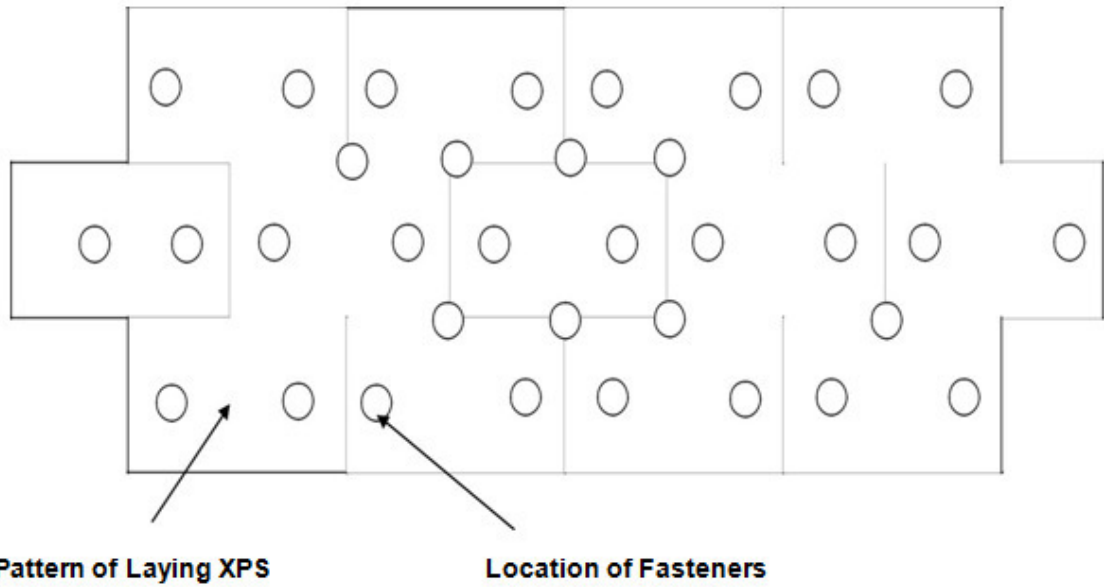 Pattern of Laying XPS
Location of Fasteners